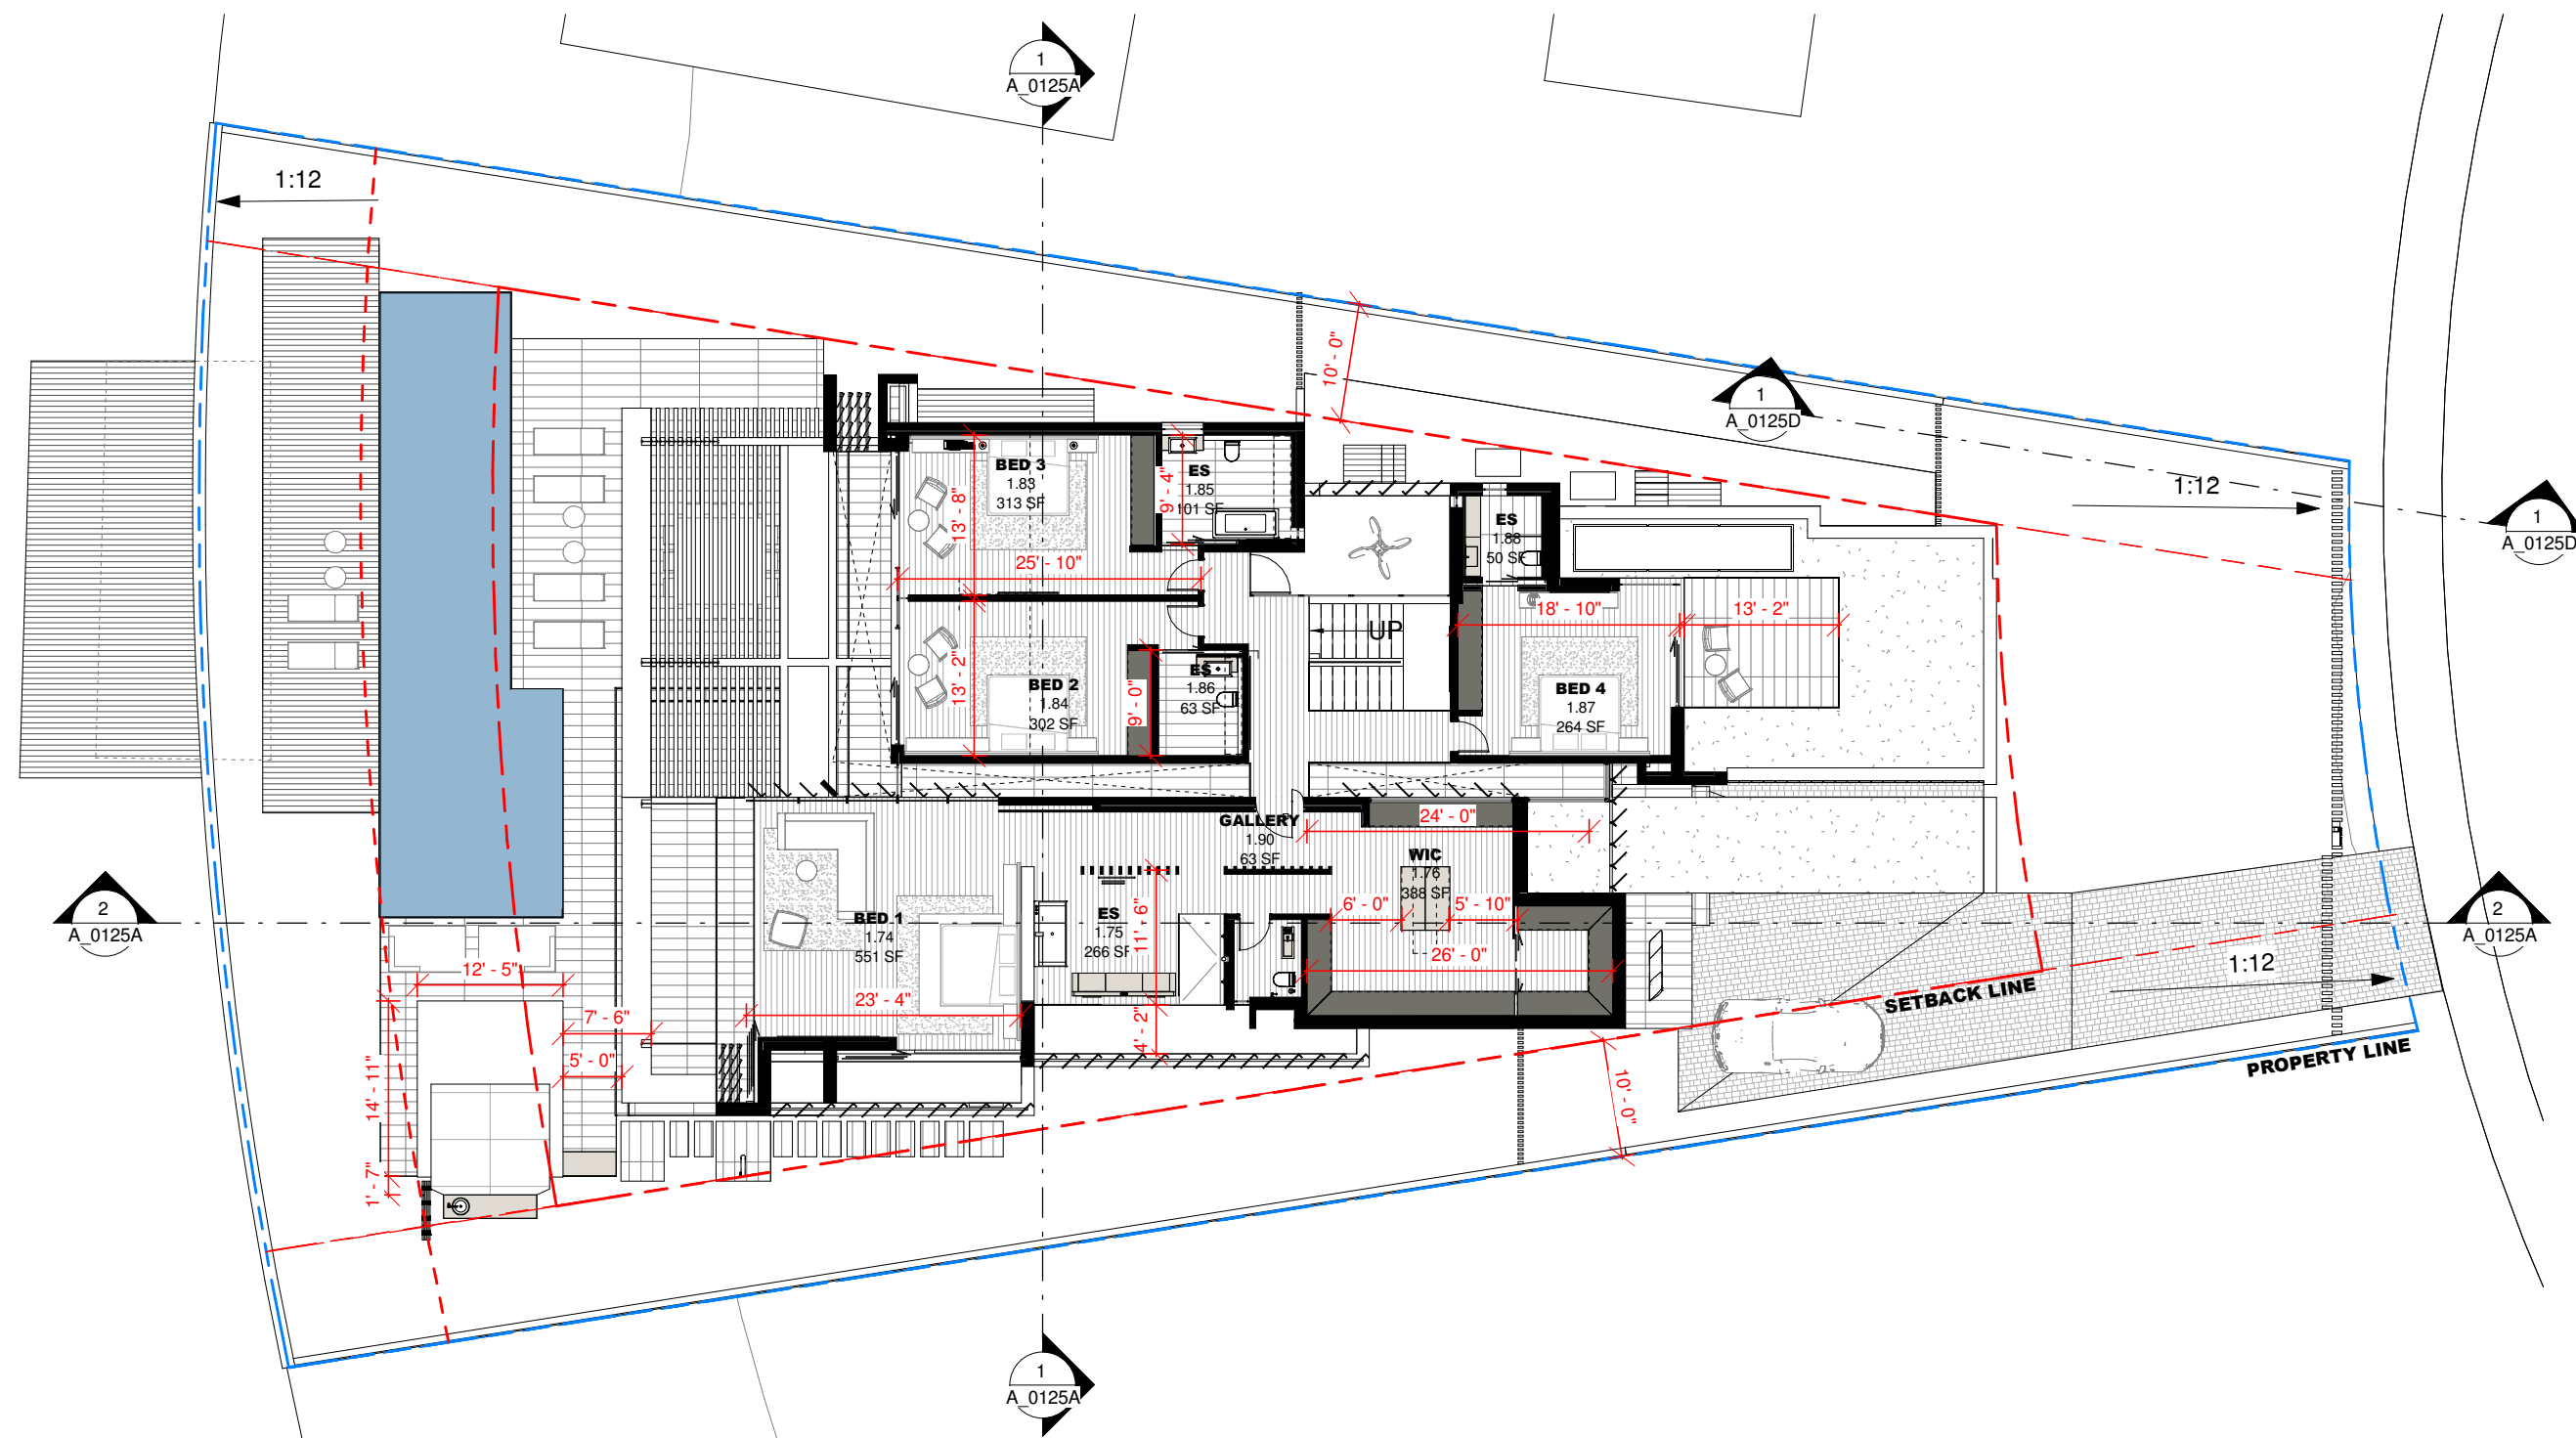 1
A_0125A
1:12
10' - 0"
1
A_0125D
1:12
1
A_0125D
BED 3
1.83
313 SF
13' - 8"
ES
1.85
101 SF
9' - 4"
25' - 10"
ES
1.88
50 SF
18' - 10"
13' - 2"
UP
13' - 2"
BED 2
1.84
302 SF
9' - 0"
ES
1.86
63 SF
BED 4
1.87
264 SF
GALLERY
1.90
63 SF
24' - 0"
WIC
1.76
388 SF
2
A_0125A
BED 1
1.74
551 SF
ES
1.75
266 SF
11' - 6"
6' - 0"
5' - 10"
26' - 0"
2
A_0125A
12' - 5"
23' - 4"
7' - 6"
5' - 0"
4' - 2"
14' - 11"
1' - 7"
1:12
SETBACK LINE
PROPERTY LINE
10' - 0"
1
A_0125A